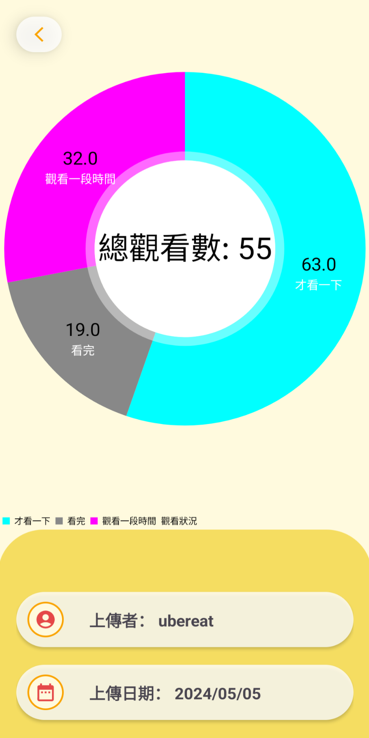 32.0
觀看一段時間
總觀看數: 55
63.0
才看一下
19.0
看完
才看一下 看完 觀看一段時間 觀看狀況
上傳者： ubereat
上傳日期： 2024/05/05